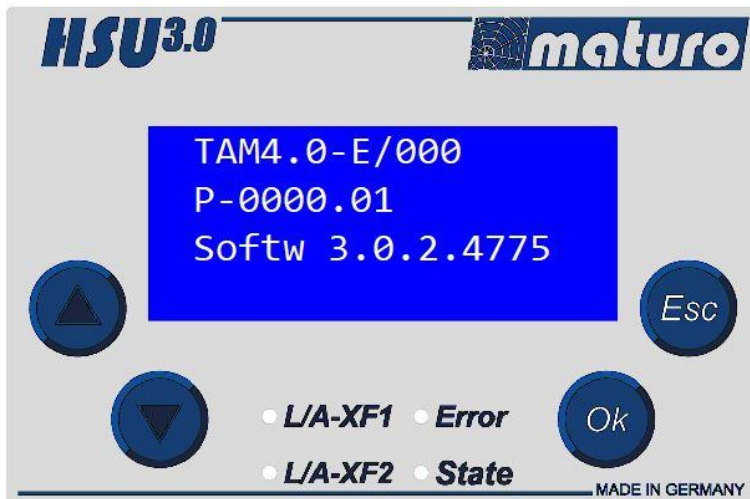 HSU3.0
maturo
TAM4.0-E/000
P-0000.01
Softw 3.0.2.4775
Esc
L/A-XF1
Error
Ok
L/A-XF2
State
MADE IN GERMANY